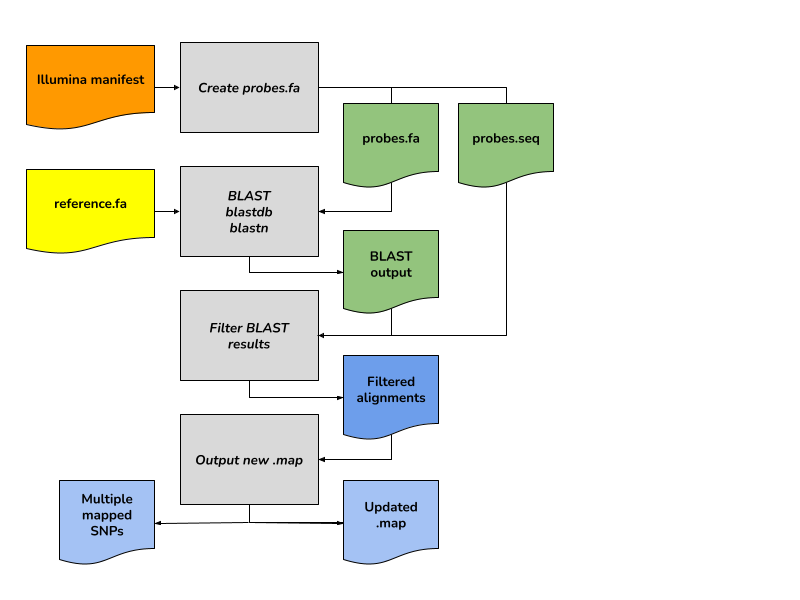 Illumina manifest
Create probes.fa
probes.fa
probes.seq
reference.fa
BLAST
blastdb
blastn
BLAST
output
Filter BLAST
results
Filtered
alignments
Output new .map
Multiple
mapped
SNPs
Updated
.map